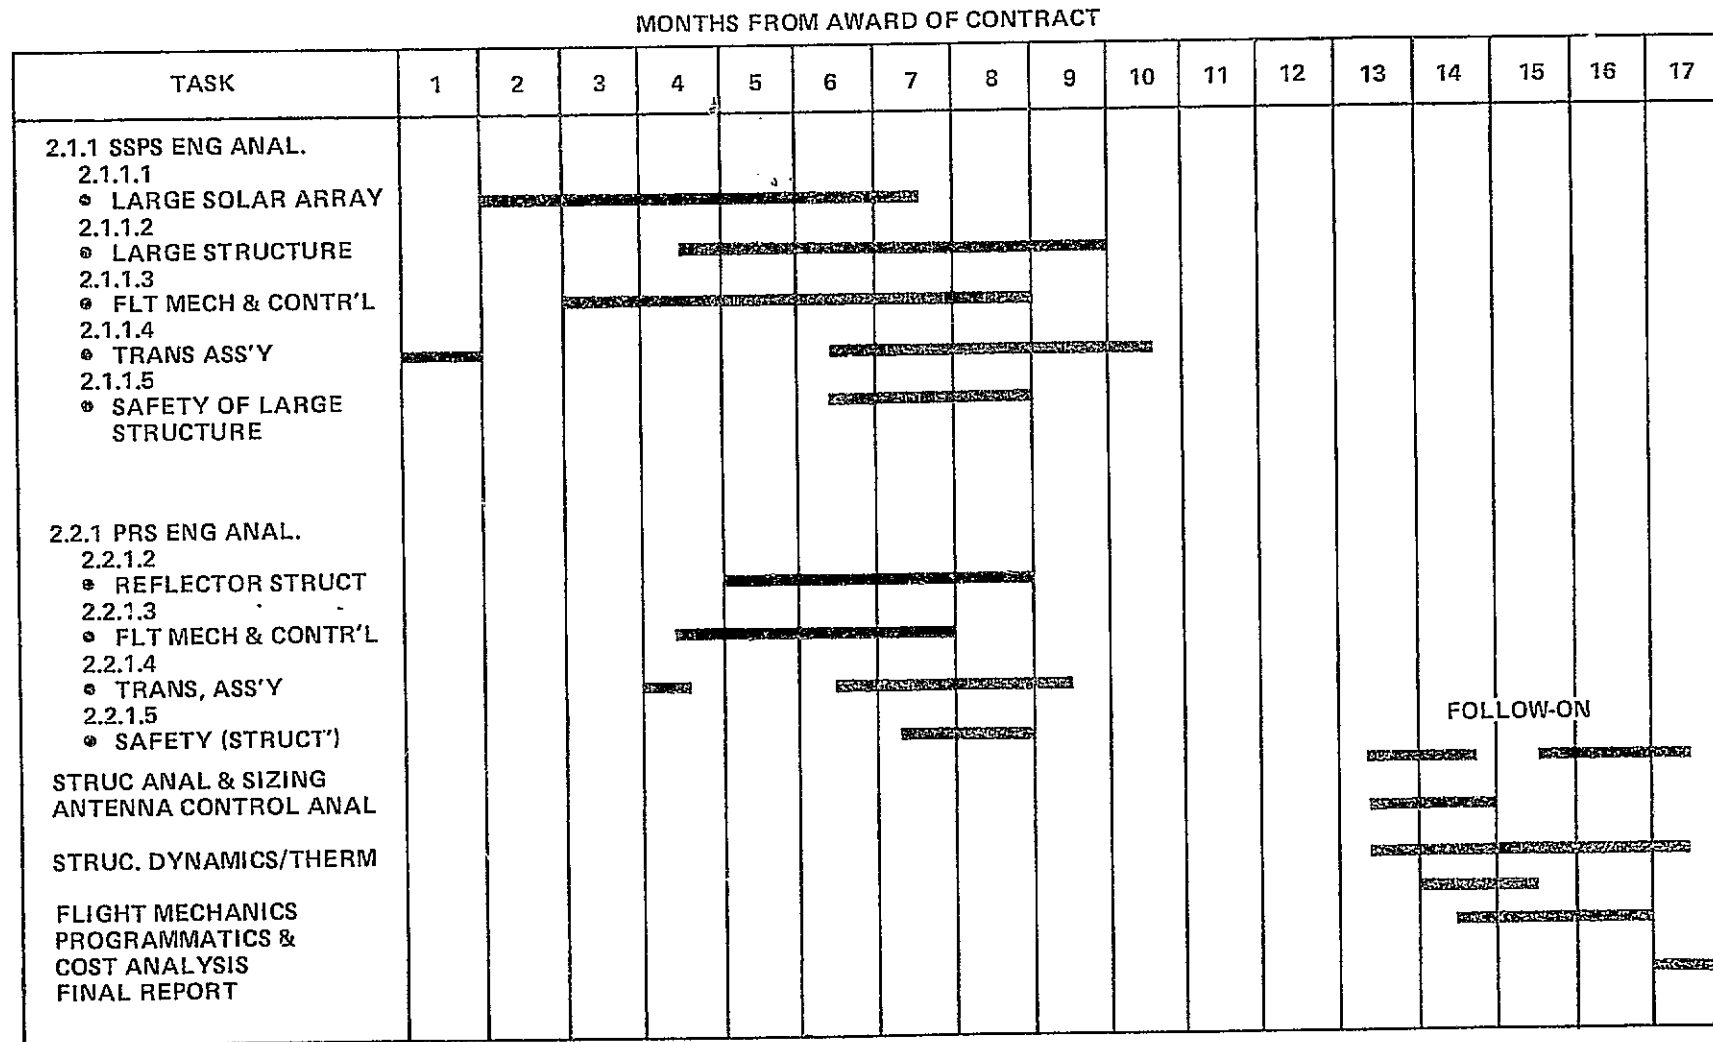 MONTHS FROM AWARD OF CONTRACT
TASK 1 2 3 4 5 6 7 8 9 10 11 12 13 14 15 16 17
2.1.1 SSPS ENG ANAL.
2.1.1.1
• LARGE SOLAR ARRAY
2.1.1.2
• LARGE STRUCTURE
2.1.1.3
• FLT MECH & CONTR'L
2.1.1.4
• TRANS ASS'Y
2.1.1.5
• SAFETY OF LARGE
STRUCTURE
2.2.1 PRS ENG ANAL.
2.2.1.2
• REFLECTOR STRUCT
2.2.1.3
• FLT MECH & CONTR'L
2.2.1.4
• TRANS, ASS'Y
2.2.1.5
• SAFETY (STRUCT')
FOLLOW-ON
STRUC ANAL & SIZING
ANTENNA CONTROL ANAL
STRUC. DYNAMICS/THERM
FLIGHT MECHANICS
PROGRAMMATICS &
COST ANALYSIS
FINAL REPORT